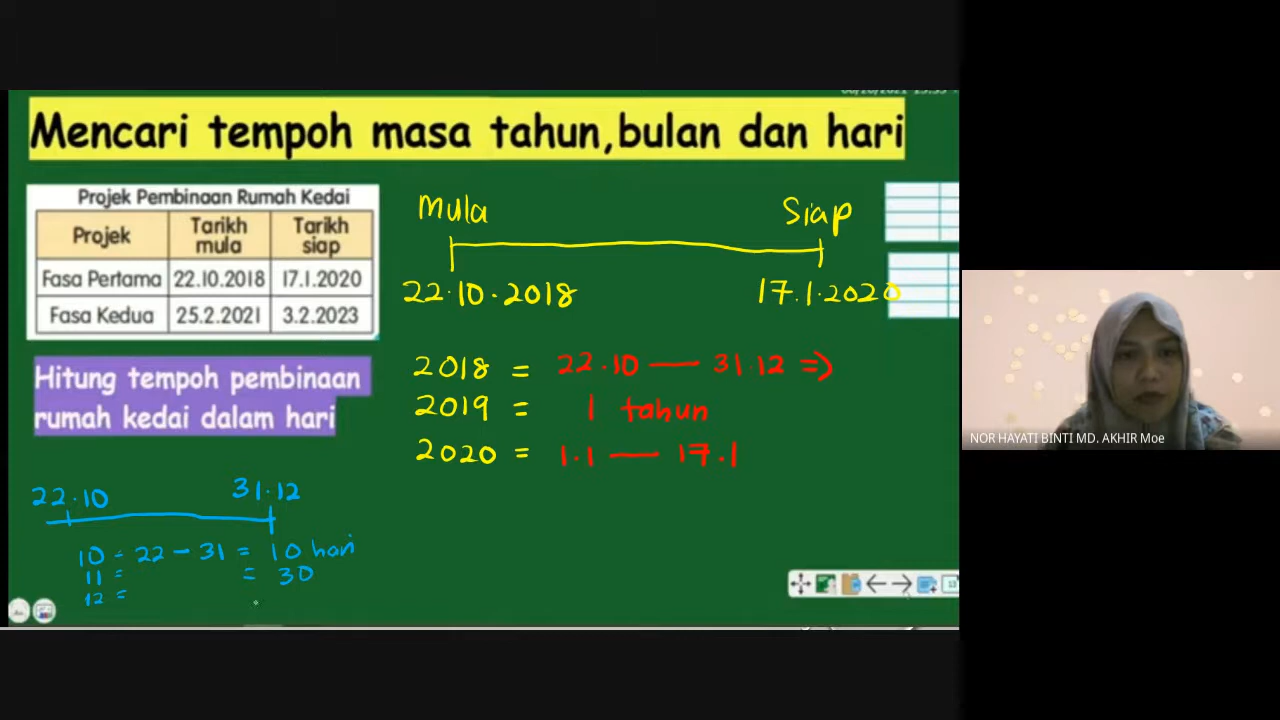 Mencari tempoh masa tahun,bulan dan hari
Projek Pembinaan Rumah Kedai
Projek Tarikh mula Tarikh siap
Fasa Pertama 22.10.2018 17.1.2020
Fasa Kedua 25.2.2021 3.2.2023
Hitung tempoh pembinaan
rumah kedai dalam hari
Mula Siap
22.10.2018 17.1.2020
2018 = 22.10 — 31.12 =>
2019 = 1 tahun
2020 = 1.1 — 17.1
22.10 31.12
10 = 22 - 31 = 10 hari
11 = = 30
12 =
NOR HAYATI BINTI MD. AKHIR Moe